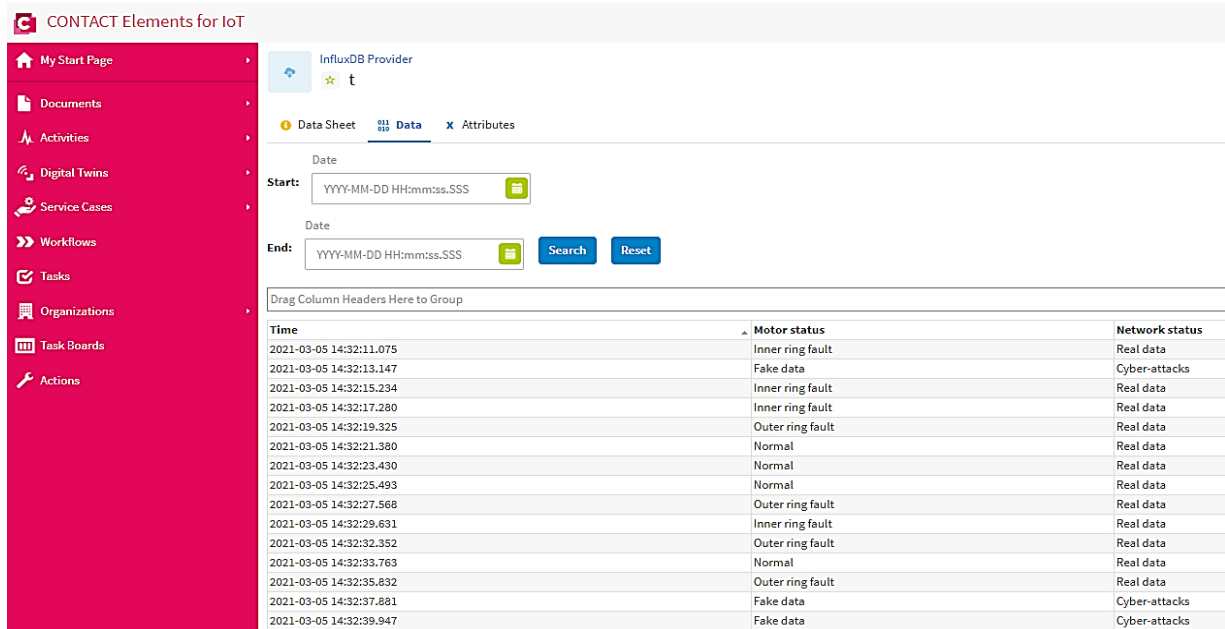 CONTACT Elements for IoT
My Start Page
Documents
Activities
Digital Twins
Service Cases
Workflows
Tasks
Organizations
Task Boards
Actions
InfluxDB Provider
t
Data Sheet 011 010 Data x Attributes
Date
Start: YYYY-MM-DD HH:mm:ss.SSS
Date
End: YYYY-MM-DD HH:mm:ss.SSS Search Reset
Drag Column Headers Here to Group
Time Motor status Network status
2021-03-05 14:32:11.075 Inner ring fault Real data
2021-03-05 14:32:13.147 Fake data Cyber-attacks
2021-03-05 14:32:15.234 Inner ring fault Real data
2021-03-05 14:32:17.280 Inner ring fault Real data
2021-03-05 14:32:19.325 Outer ring fault Real data
2021-03-05 14:32:21.380 Normal Real data
2021-03-05 14:32:23.430 Normal Real data
2021-03-05 14:32:25.493 Normal Real data
2021-03-05 14:32:27.568 Outer ring fault Real data
2021-03-05 14:32:29.631 Inner ring fault Real data
2021-03-05 14:32:32.352 Outer ring fault Real data
2021-03-05 14:32:33.763 Normal Real data
2021-03-05 14:32:35.832 Outer ring fault Real data
2021-03-05 14:32:37.881 Fake data Cyber-attacks
2021-03-05 14:32:39.947 Fake data Cyber-attacks